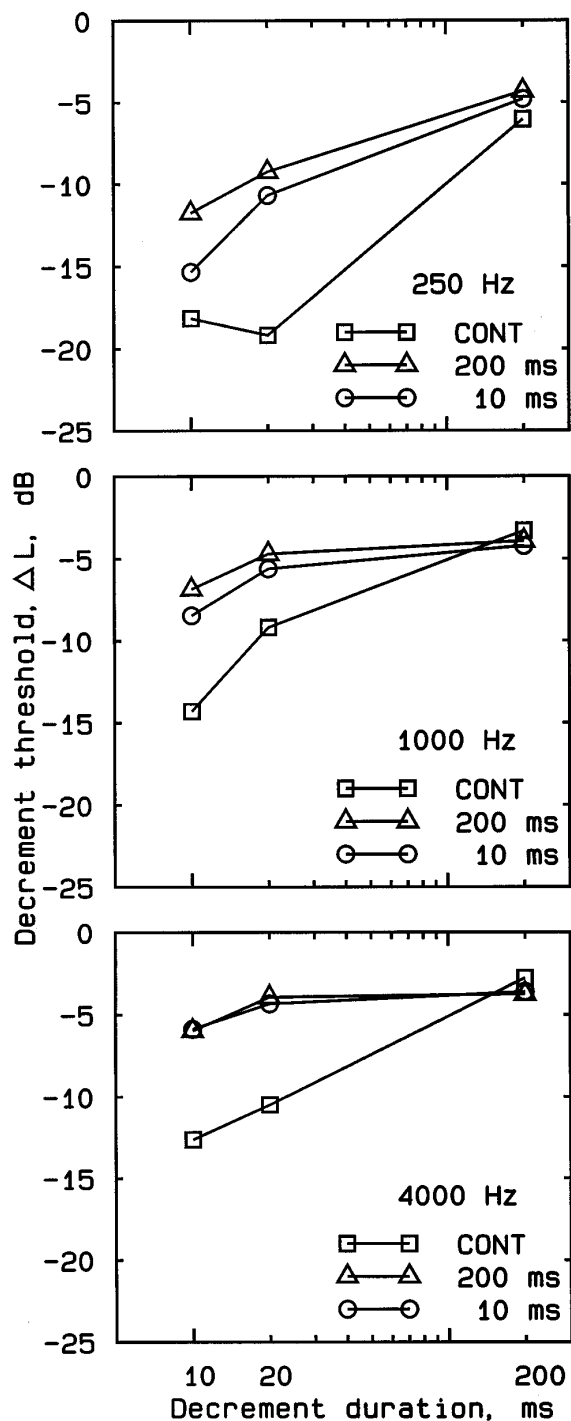 0
-5
-10
-15
-20
-25
250 Hz
CONT
200 ms
10 ms
0
-5
-10
-15
-20
-25
1000 Hz
CONT
200 ms
10 ms
Decrement threshold, ΔL, dB
0
-5
-10
-15
-20
-25
4000 Hz
CONT
200 ms
10 ms
10 20 200
Decrement duration, ms